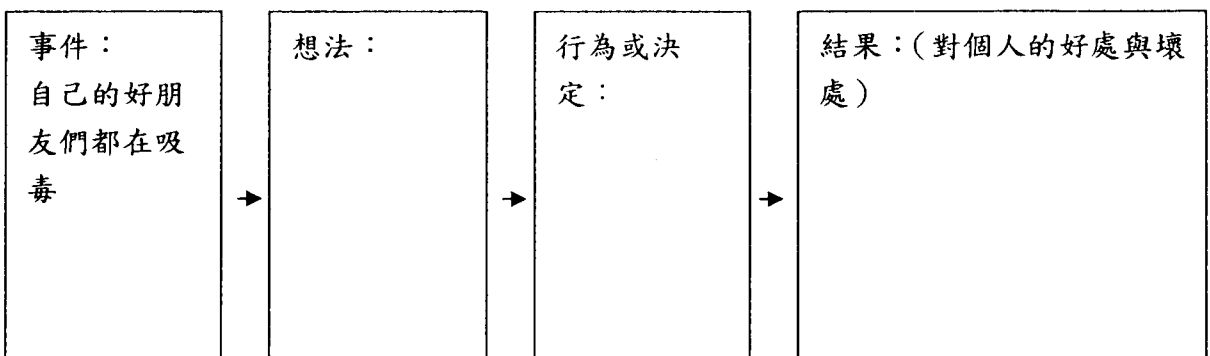 事件：
自己的好朋
友們都在吸
毒
想法：
行為或決
定：
結果：（對個人的好處與壞
處）